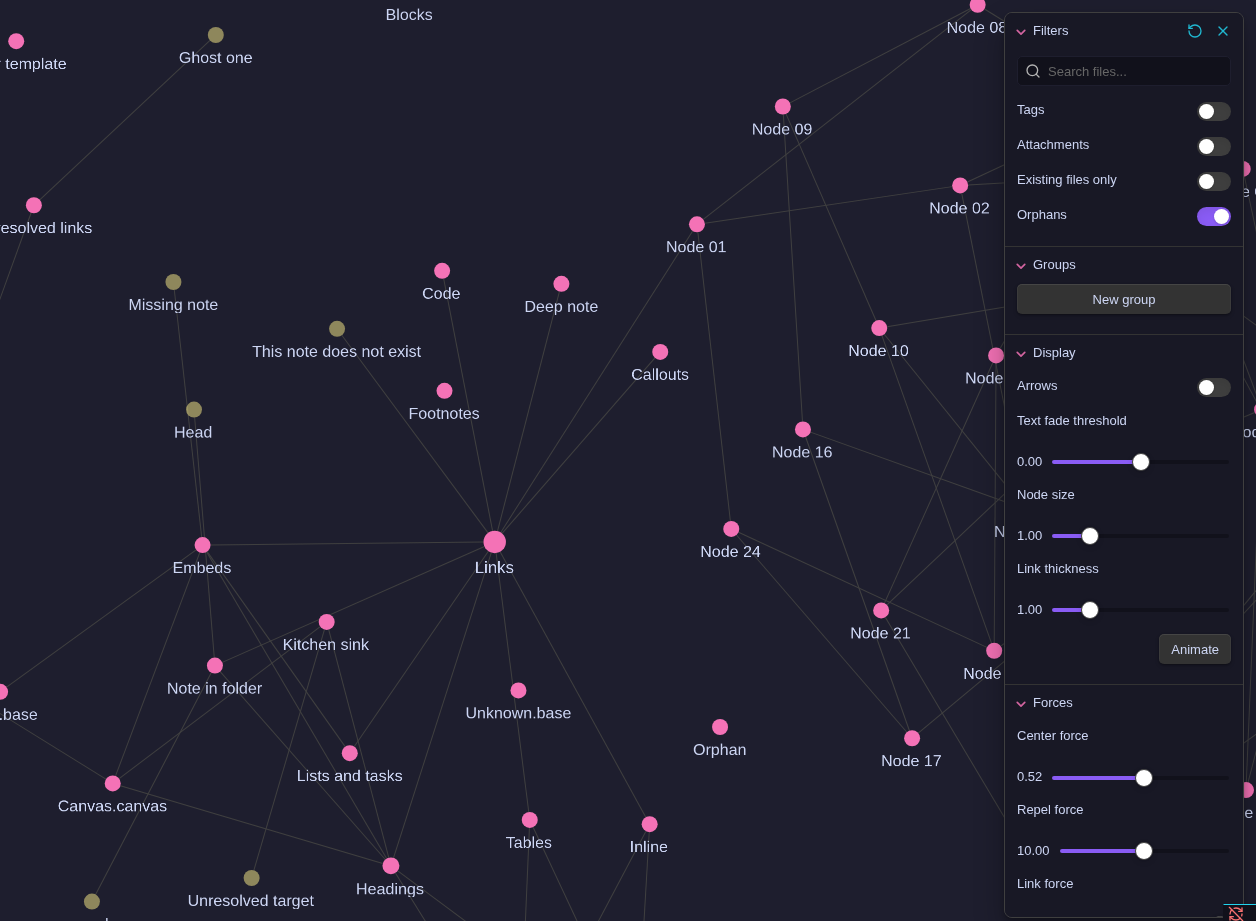 Blocks
Node 08
template
Ghost one
Node 09
resolved links
Node 02
Node 01
Missing note
Code
Deep note
This note does not exist
Callouts
Node 10
Node
Footnotes
Head
Node 16
Embeds
Links
Node 24
N
Kitchen sink
Node 21
Note in folder
Node
.base
Unknown.base
Orphan
Node 17
Lists and tasks
Canvas.canvas
Tables
Inline
Headings
Unresolved target
Filters
Search files...
Tags
Attachments
Existing files only
Orphans
Groups
New group
Display
Arrows
Text fade threshold
0.00
Node size
1.00
Link thickness
1.00
Animate
Forces
Center force
0.52
Repel force
10.00
Link force